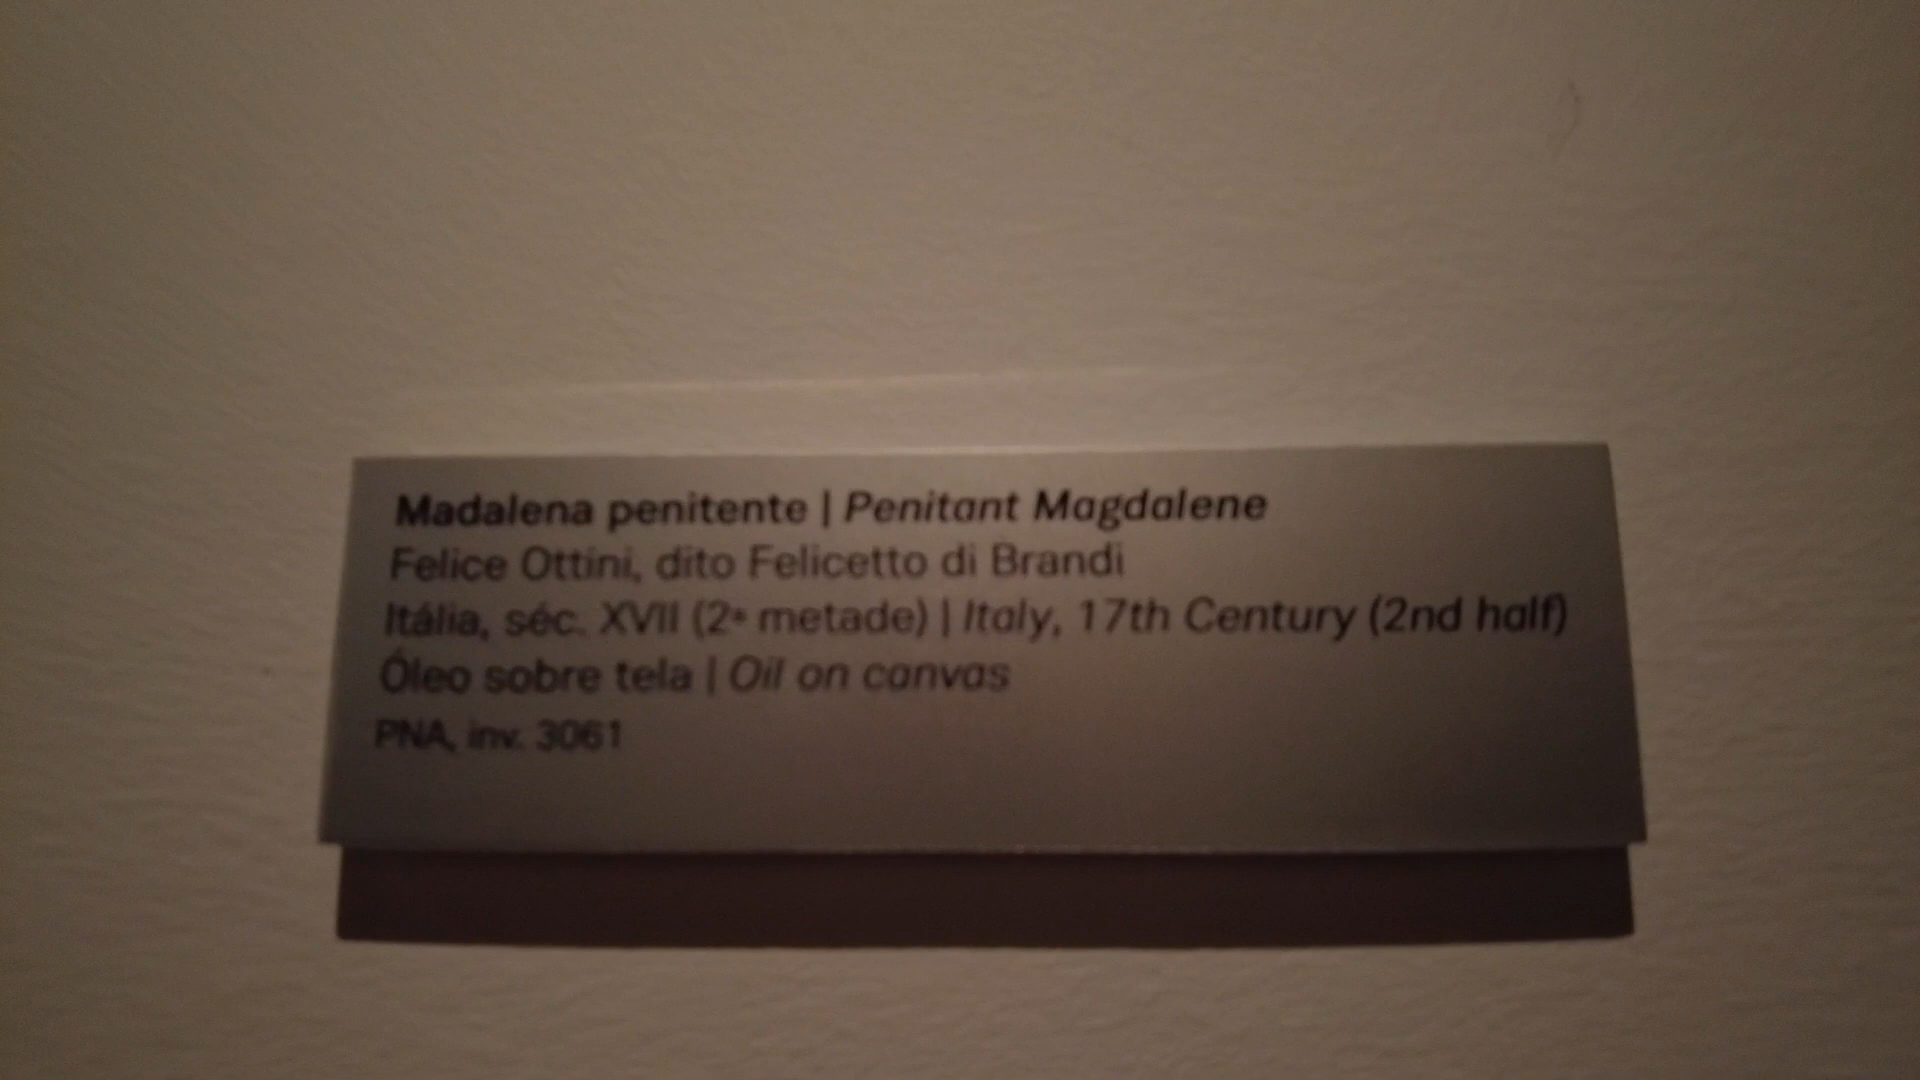 Madalena penitente | Penitant Magdalene
Felice Ottini, dito Felicetto di Brandi
Itália, séc. XVII (2ª metade) | Italy, 17th Century (2nd half)
Óleo sobre tela | Oil on canvas
PNA, inv. 3061